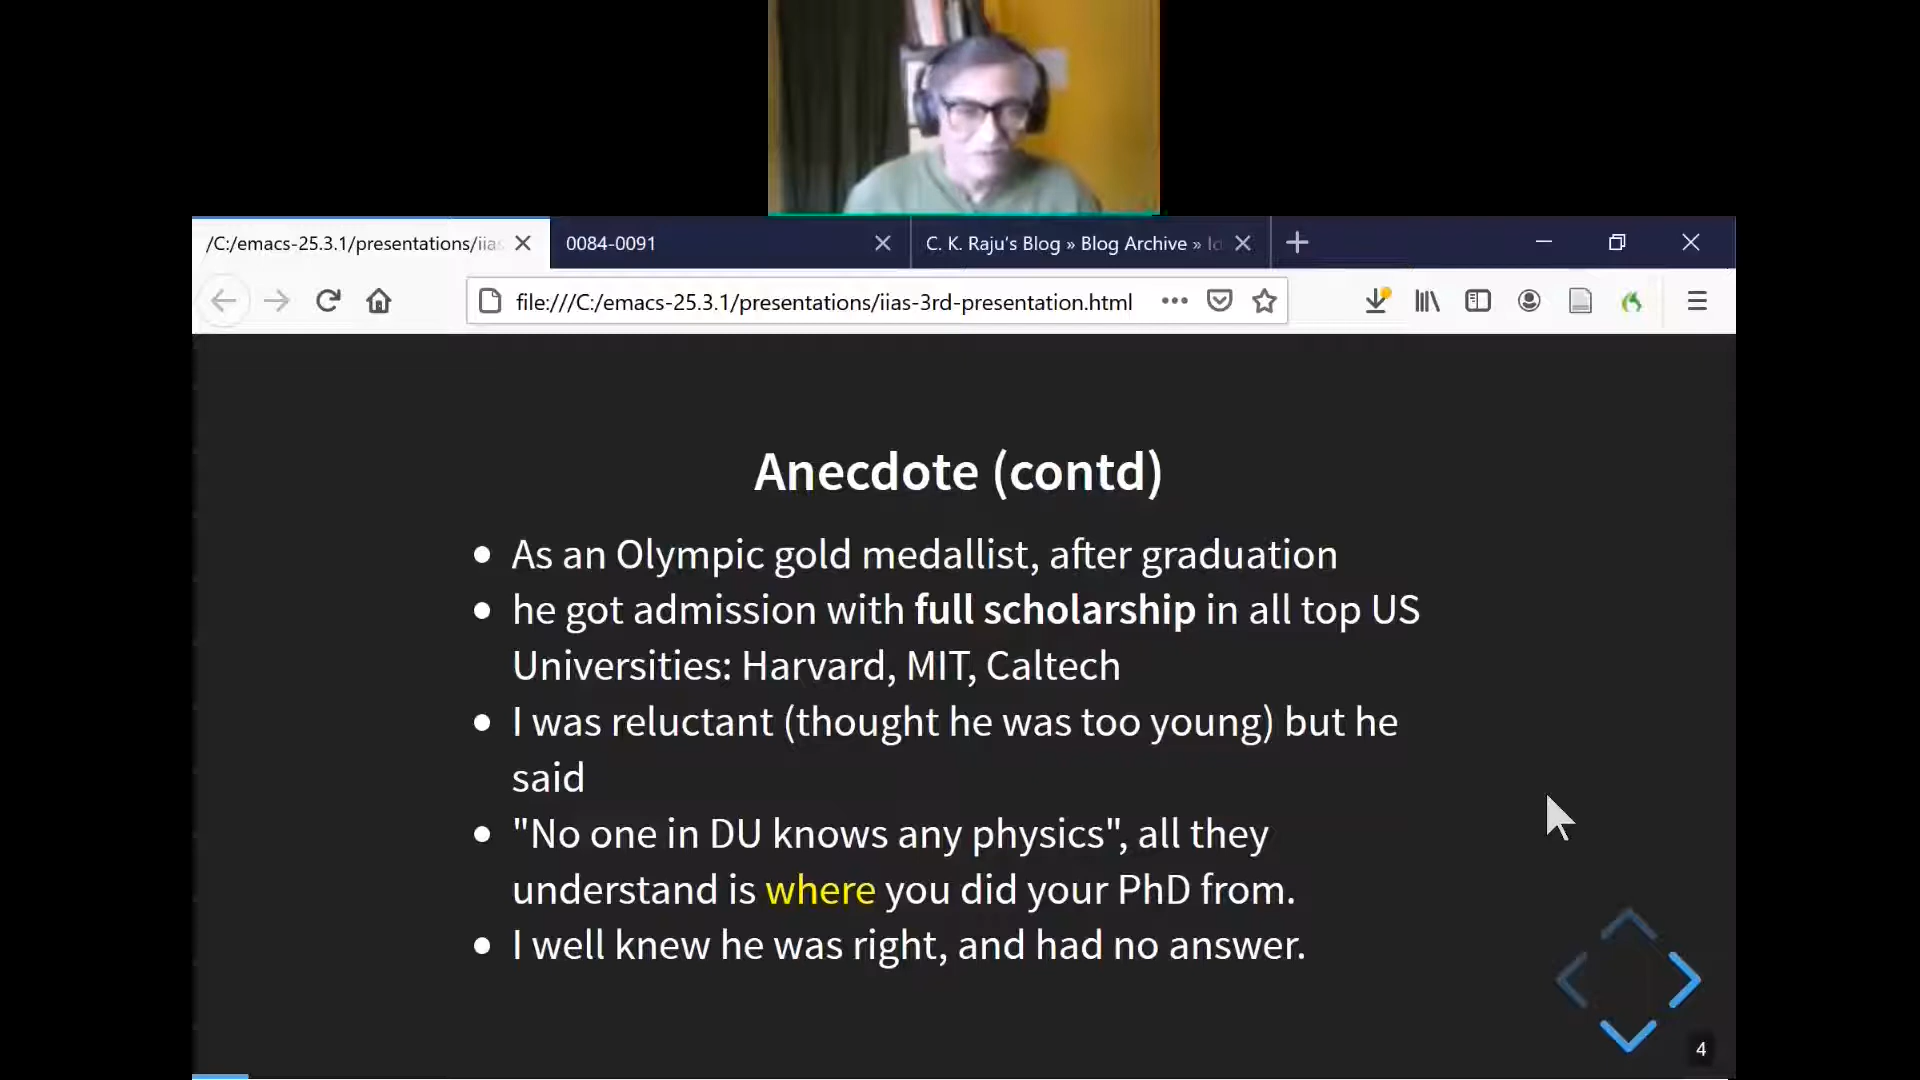 /C:/emacs-25.3.1/presentations/iias
0084-0091
C. K. Raju's Blog » Blog Archive »
file:///C:/emacs-25.3.1/presentations/iias-3rd-presentation.html
Anecdote (contd)
As an Olympic gold medallist, after graduation
he got admission with full scholarship in all top US
Universities: Harvard, MIT, Caltech
I was reluctant (thought he was too young) but he
said
"No one in DU knows any physics", all they
understand is where you did your PhD from.
I well knew he was right, and had no answer.
4